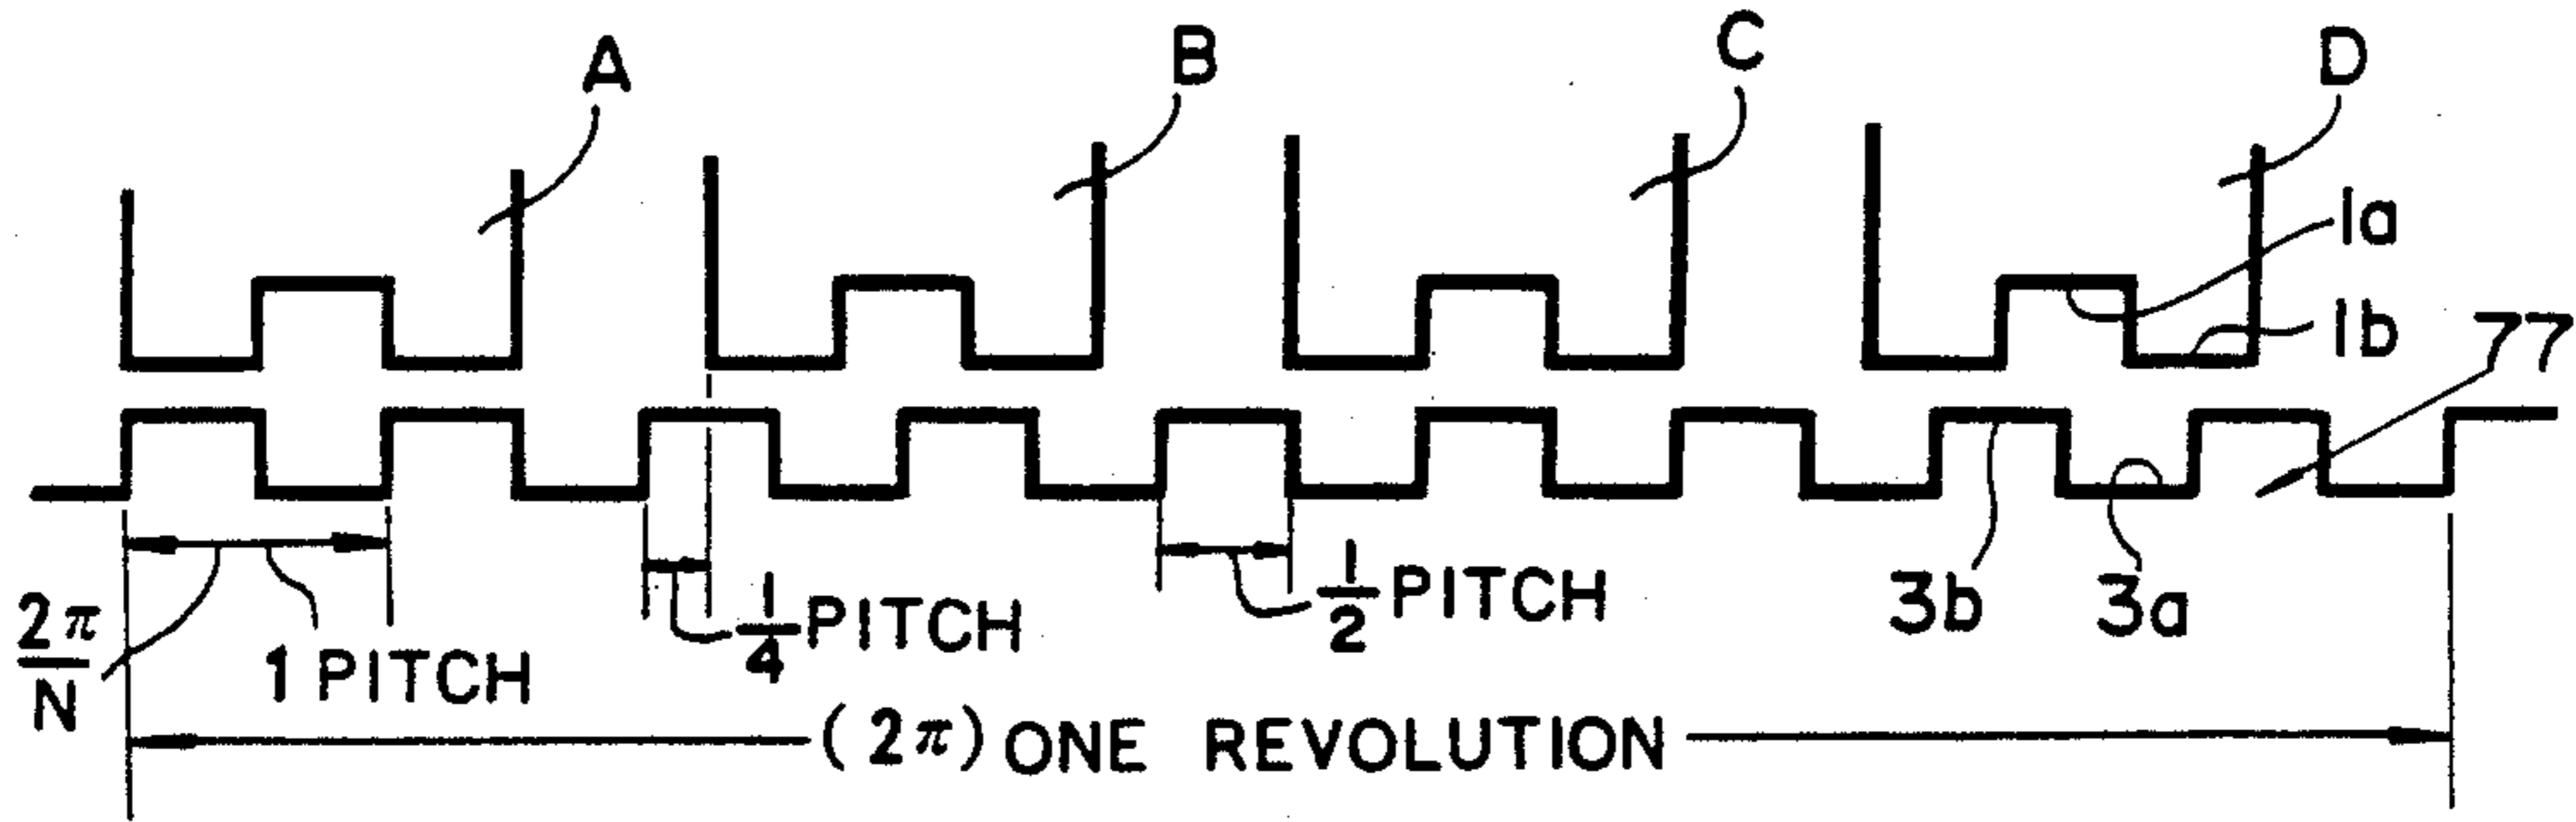 A
B
C
D
1a
1b
77
2π/N
1 PITCH
1/4 PITCH
1/2 PITCH
3b
3a
(2π) ONE REVOLUTION